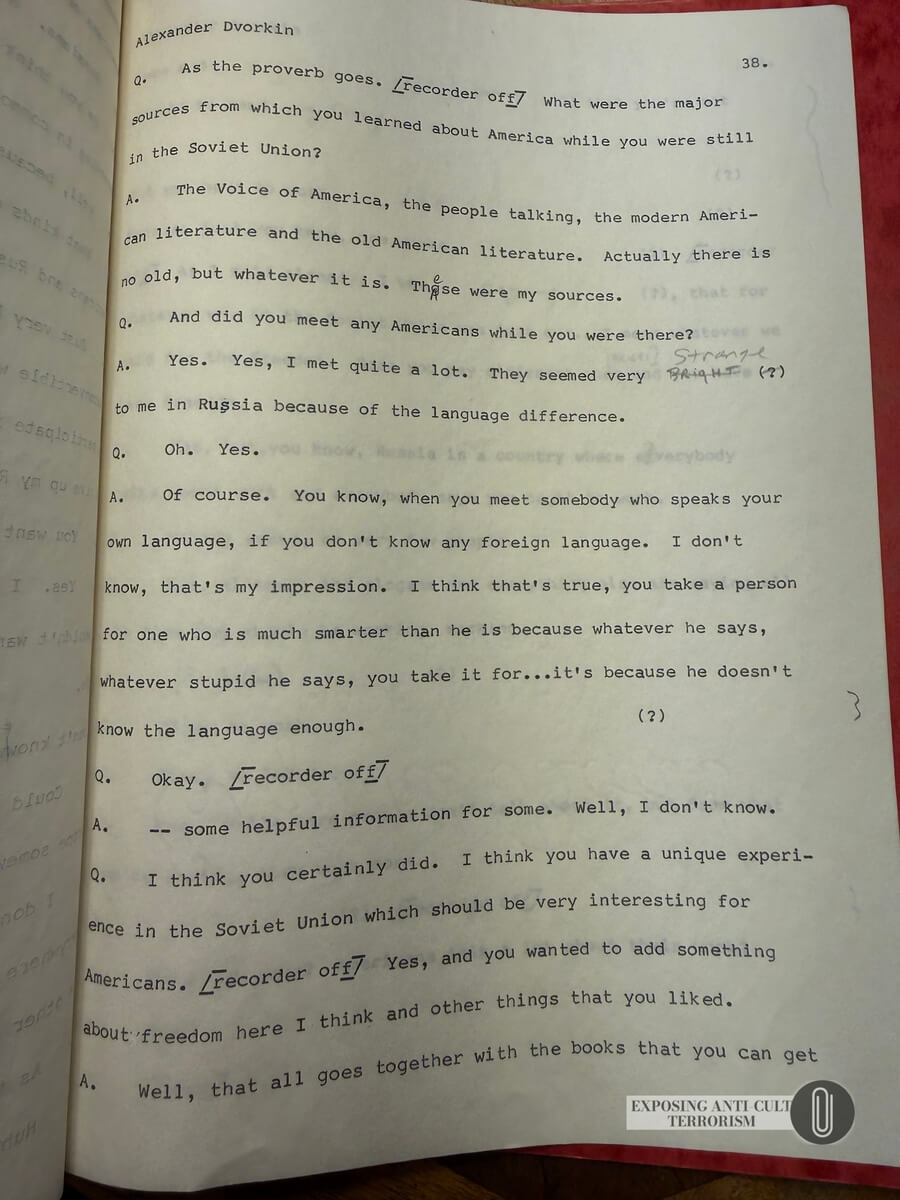 Alexander Dvorkin
38.
Q. As the proverb goes. [recorder off] What were the major
sources from which you learned about America while you were still
in the Soviet Union?
A. The Voice of America, the people talking, the modern Ameri-
can literature and the old American literature. Actually there is
no old, but whatever it is. These were my sources.
Q. And did you meet any Americans while you were there?
Strange
A. Yes. Yes, I met quite a lot. They seemed very BRIGHT (?)
to me in Russia because of the language difference.
Q. Oh. Yes.
A. Of course. You know, when you meet somebody who speaks your
own language, if you don't know any foreign language. I don't
know, that's my impression. I think that's true, you take a person
for one who is much smarter than he is because whatever he says,
whatever stupid he says, you take it for...it's because he doesn't
know the language enough. (?)
Q. Okay. [recorder off]
A. -- some helpful information for some. Well, I don't know.
Q. I think you certainly did. I think you have a unique experi-
ence in the Soviet Union which should be very interesting for
Americans. [recorder off] Yes, and you wanted to add something
about freedom here I think and other things that you liked.
A. Well, that all goes together with the books that you can get
EXPOSING ANTI-CULT
TERRORISM